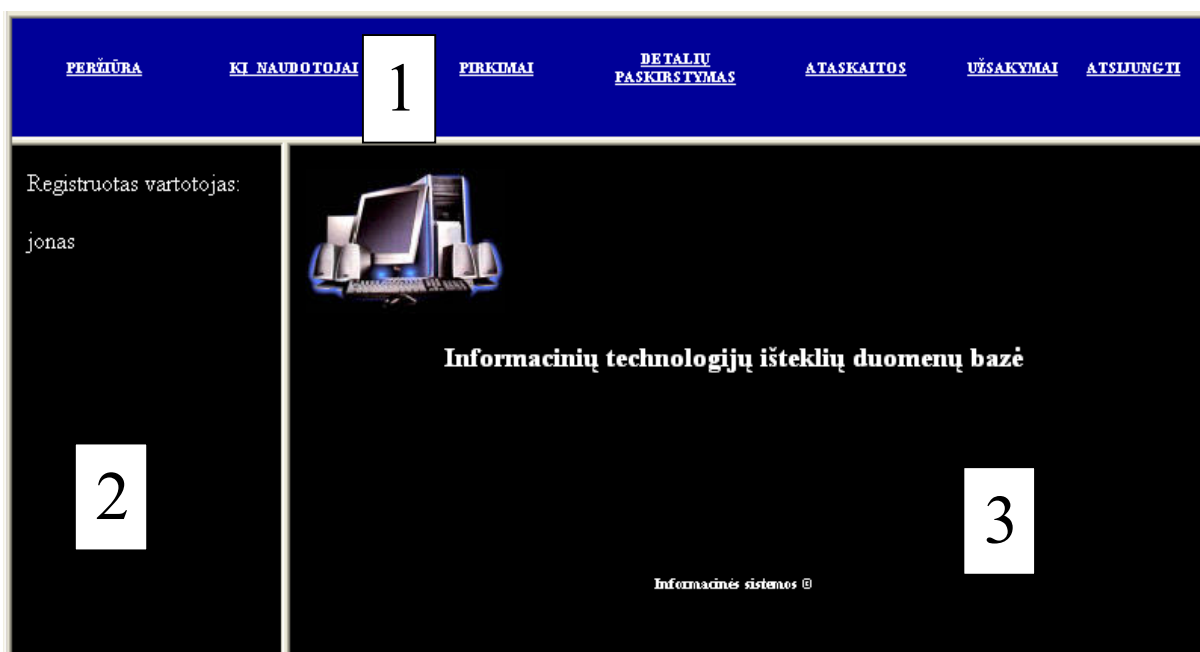 PERŽIŪRA KI NAUDOTOJAI PIRKIMAI DETALIŲ PASKIRSTYMAS ATASKAITOS UŽSAKYMAI ATSIJUNGTI
1
Registruotas vartotojas:
jonas
2
Informacinių technologijų išteklių duomenų bazė
3
Informacinės sistemos ©